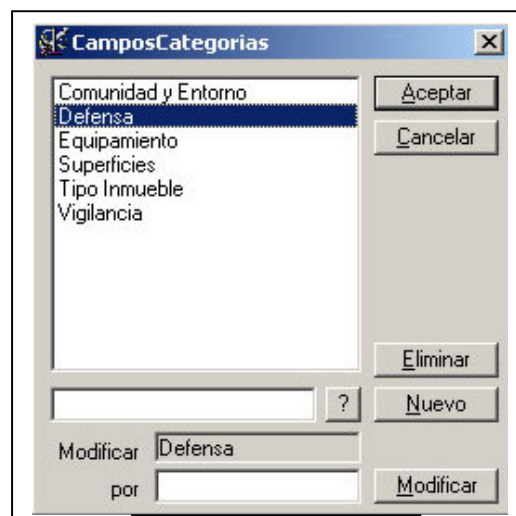 CamposCategorias
Comunidad y Entorno
Defensa
Equipamiento
Superficies
Tipo Inmueble
Vigilancia
Aceptar
Cancelar
Eliminar
?
Nuevo
Modificar Defensa
por
Modificar